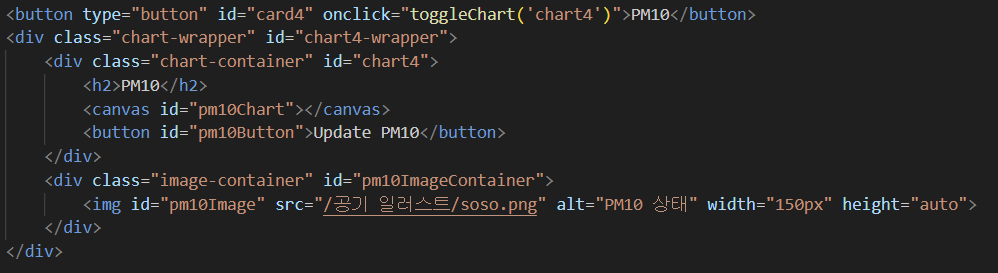 <button type="button" id="card4" onclick="toggleChart('chart4')">PM10</button>
<div class="chart-wrapper" id="chart4-wrapper">
    <div class="chart-container" id="chart4">
        <h2>PM10</h2>
        <canvas id="pm10Chart"></canvas>
        <button id="pm10Button">Update PM10</button>
    </div>
    <div class="image-container" id="pm10ImageContainer">
        <img id="pm10Image" src="/공기 일러스트/soso.png" alt="PM10 상태" width="150px" height="auto">
    </div>
</div>